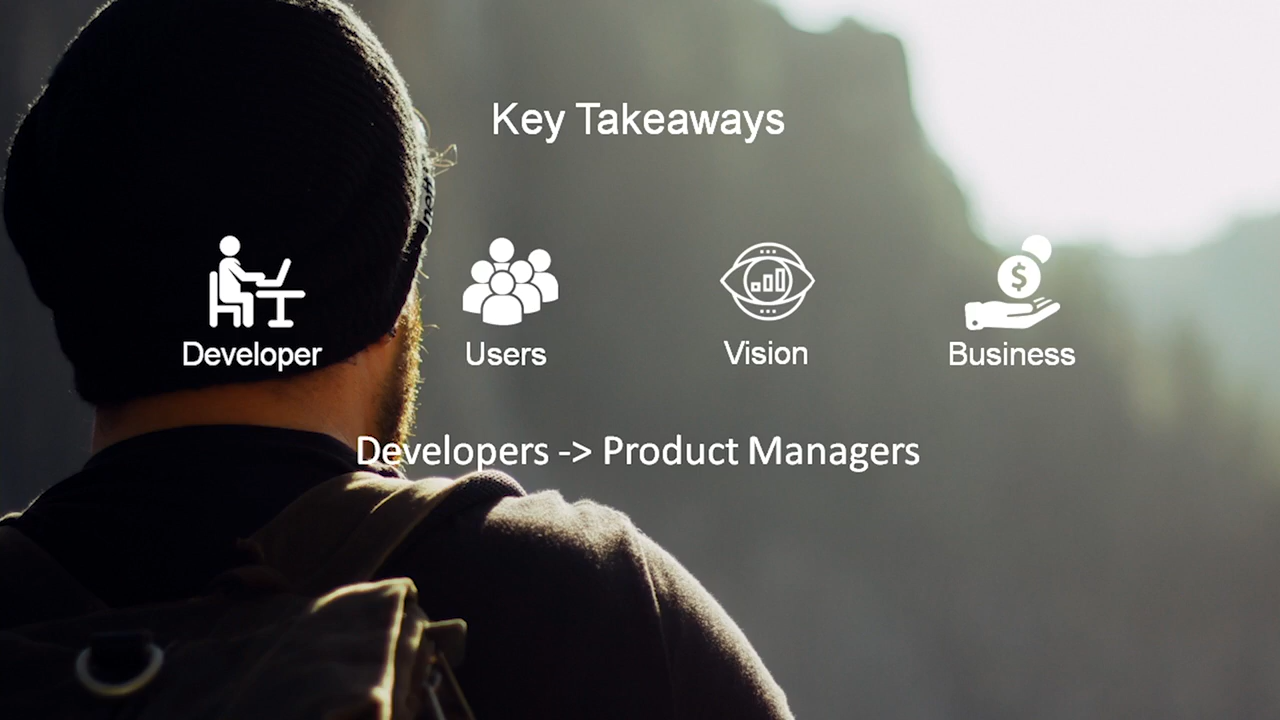 Key Takeaways
Developer Users Vision Business
Developers -> Product Managers